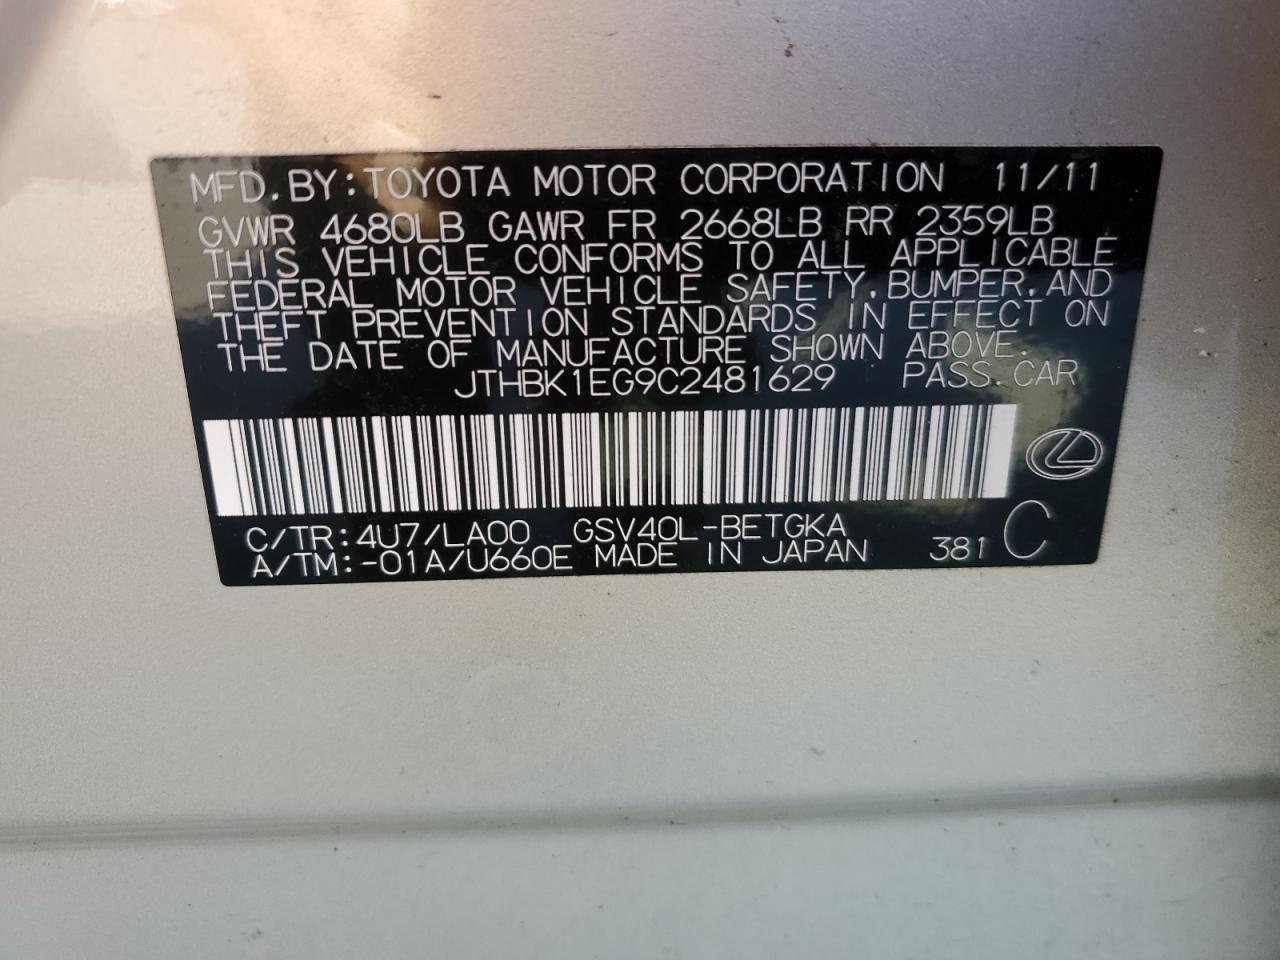 MFD.BY:TOYOTA MOTOR CORPORATION 11/11
GVWR 4680LB GAWR FR 2668LB RR 2359LB
THIS VEHICLE CONFORMS TO ALL APPLICABLE
FEDERAL MOTOR VEHICLE SAFETY,BUMPER,AND
THEFT PREVENTION STANDARDS IN EFFECT ON
THE DATE OF MANUFACTURE SHOWN ABOVE.
JTHBK1EG9C2481629 PASS.CAR
C/TR:4U7/LA00 GSV40L-BETGKA
A/TM:-01A/U660E MADE IN JAPAN 381 C